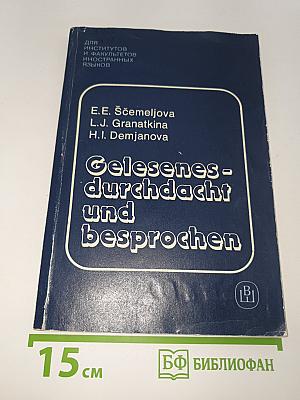 ДЛЯ
ИНСТИТУТОВ
И ФАКУЛЬТЕТОВ
ИНОСТРАННЫХ
ЯЗЫКОВ
E.E. Ščemeljova
L.J. Granatkina
H.I. Demjanova
Gelesenes-
durchdacht
und
besprochen
15 см
БФ БИБЛИОФАН